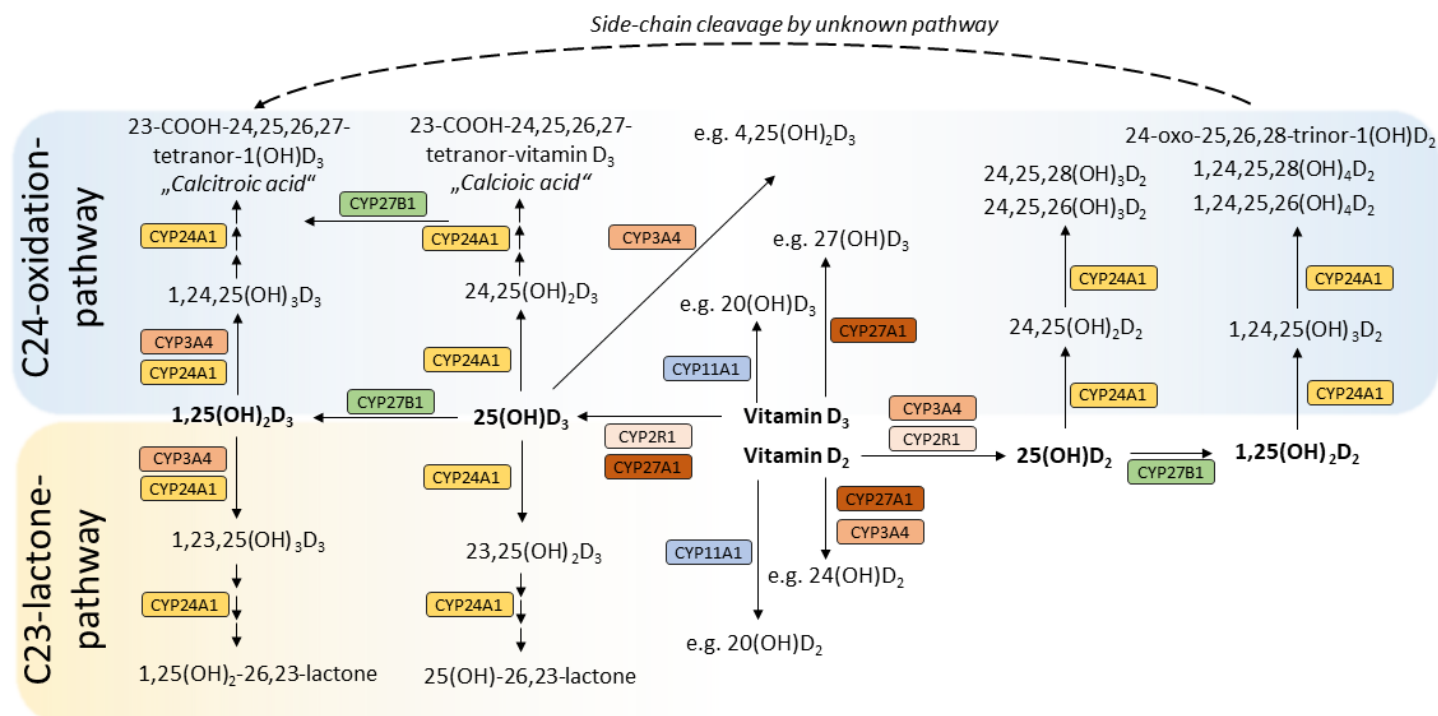 Side-chain cleavage by unknown pathway
C24-oxidation-
pathway
23-COOH-24,25,26,27-
tetranor-1(OH)D₃
„Calcitroic acid“
23-COOH-24,25,26,27-
tetranor-vitamin D₃
„Calcioic acid“
e.g. 4,25(OH)₂D₃
24-oxo-25,26,28-trinor-1(OH)D₂
24,25,28(OH)₃D₂
1,24,25,28(OH)₄D₂
24,25,26(OH)₃D₂
1,24,25,26(OH)₄D₂
CYP27B1
CYP24A1
CYP24A1
CYP3A4
e.g. 27(OH)D₃
CYP24A1
CYP24A1
1,24,25(OH)₃D₃
24,25(OH)₂D₃
e.g. 20(OH)D₃
24,25(OH)₂D₂
1,24,25(OH)₃D₂
CYP3A4
CYP24A1
CYP24A1
CYP27A1
CYP11A1
CYP24A1
CYP24A1
1,25(OH)₂D₃
CYP27B1
25(OH)D₃
Vitamin D₃
CYP3A4
CYP2R1
CYP2R1
CYP27A1
Vitamin D₂
25(OH)D₂
CYP27B1
1,25(OH)₂D₂
C23-lactone-
pathway
CYP3A4
CYP24A1
CYP24A1
CYP27A1
CYP3A4
CYP11A1
1,23,25(OH)₃D₃
23,25(OH)₂D₃
e.g. 24(OH)D₂
CYP24A1
CYP24A1
e.g. 20(OH)D₂
1,25(OH)₂-26,23-lactone
25(OH)-26,23-lactone